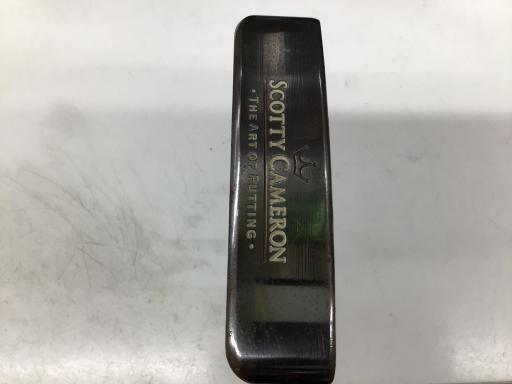 SCOTTY CAMERON
• THE ART OF PUTTING •